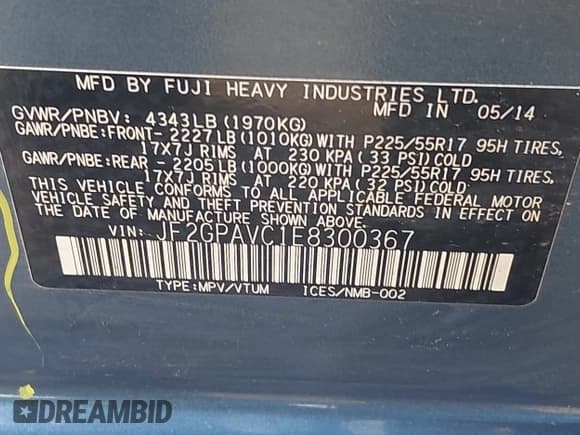 MFD BY FUJI HEAVY INDUSTRIES LTD.
MFD IN 05/14
GVWR/PNBV: 4343LB (1970KG)
GAWR/PNBE:FRONT- 2227LB (1010KG) WITH P225/55R17 95H TIRES,
17X7J RIMS AT 230 KPA (33 PSI) COLD
GAWR/PNBE:REAR - 2205LB (1000KG) WITH P225/55R17 95H TIRES,
17X7J RIMS AT 220 KPA (32 PSI) COLD
THIS VEHICLE CONFORMS TO ALL APPLICABLE FEDERAL MOTOR
VEHICLE SAFETY AND THEFT PREVENTION STANDARDS IN EFFECT ON
THE DATE OF MANUFACTURE SHOWN ABOVE.
VIN: JF2GPAVC1E8300367
TYPE:MPV/VTUM ICES/NMB-002
DREAMBID